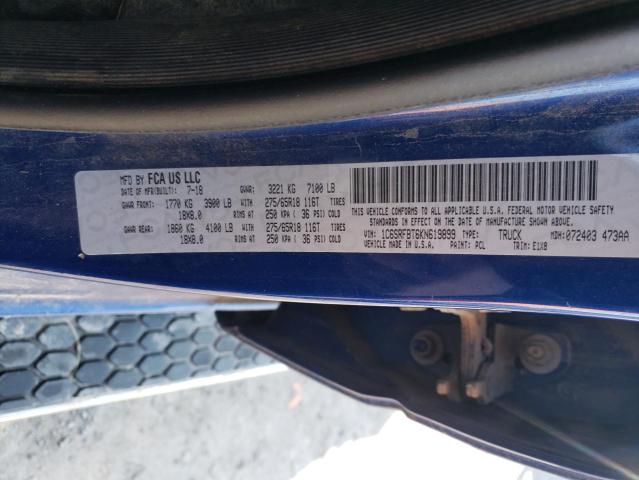 MFD BY FCA US LLC
DATE OF MFR(BUILT): 7-18 GVWR: 3221 KG 7100 LB
GAWR FRONT: 1770 KG 3900 LB WITH 275/65R18 116T TIRES
18X8.0 RIMS AT 250 KPA ( 36 PSI) COLD
GAWR REAR: 1860 KG 4100 LB WITH 275/65R18 116T TIRES
18X8.0 RIMS AT 250 KPA ( 36 PSI) COLD
THIS VEHICLE CONFORMS TO ALL APPLICABLE U.S.A. FEDERAL MOTOR VEHICLE SAFETY
STANDARDS IN EFFECT ON THE DATE OF MANUFACTURE SHOWN ABOVE.
VIN: 1C6SRFBT6KN619899 TYPE: TRUCK MDH: 072403 473AA
VEHICLE MADE IN U.S.A. PAINT: PCL TRIM: E1X8